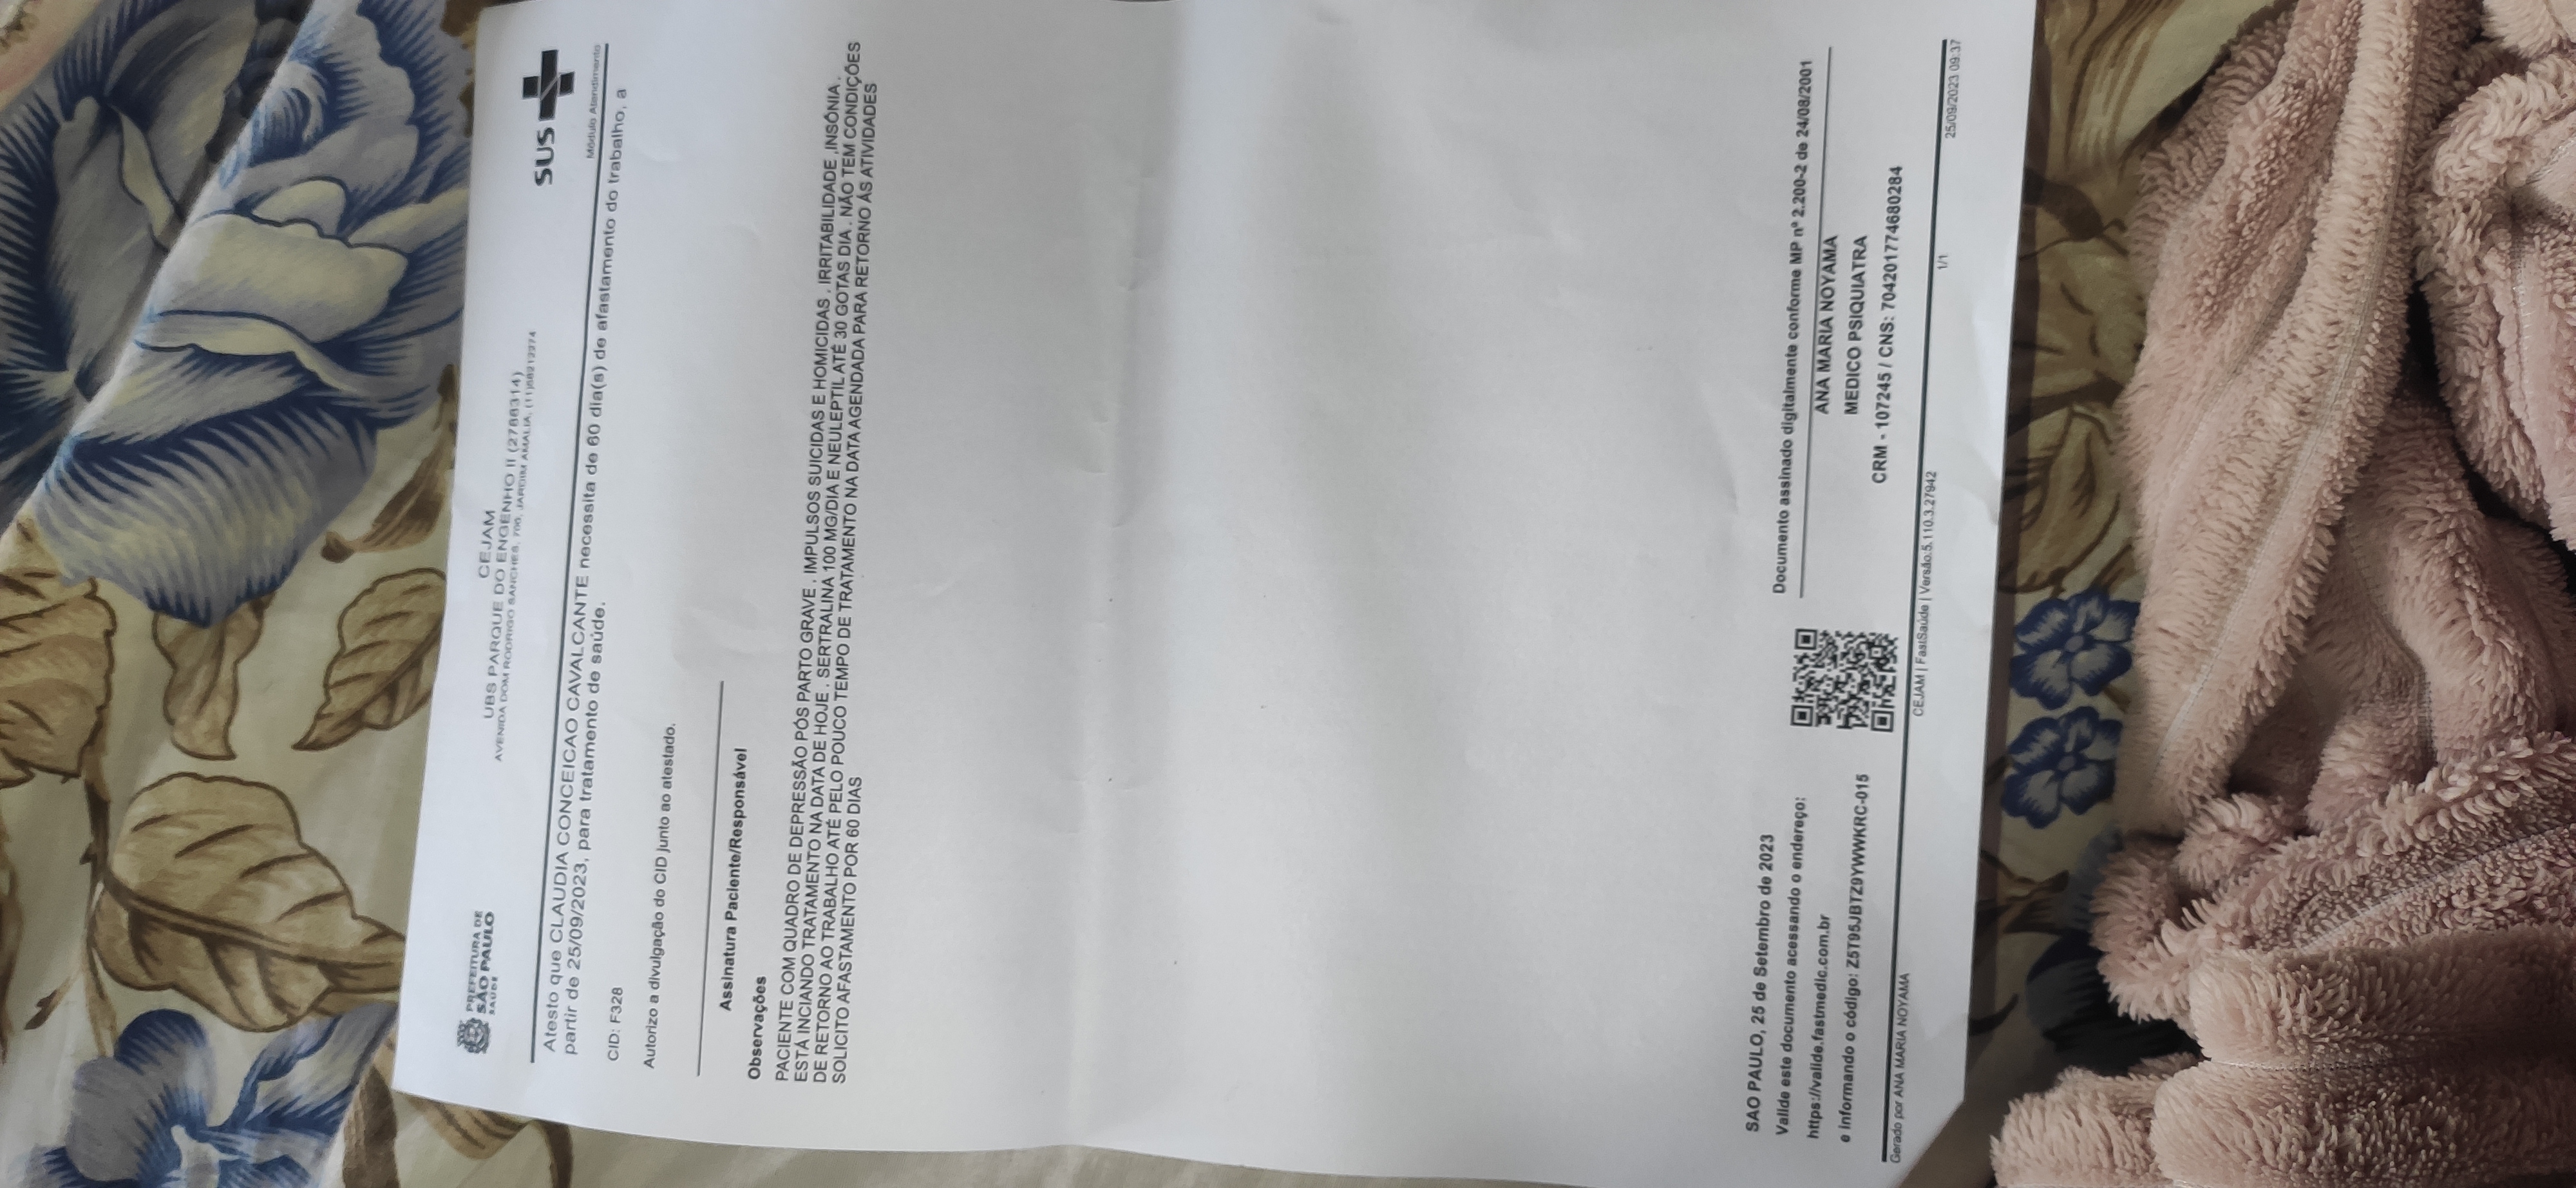 PREFEITURA DE
SÃO PAULO
SAÚDE
CEJAM
UBS PARQUE DO ENGENHO II (2788314)
AVENIDA DOM RODRIGO SANCHES, 700, JARDIM AMALIA, (11)58212274
SUS
Módulo Atendimento
Atesto que CLAUDIA CONCEICAO CAVALCANTE necessita de 60 dia(s) de afastamento do trabalho, a
partir de 25/09/2023, para tratamento de saúde.
CID: F328
Autorizo a divulgação do CID junto ao atestado.
Assinatura Paciente/Responsável
Observações
PACIENTE COM QUADRO DE DEPRESSÃO PÓS PARTO GRAVE . IMPULSOS SUICIDAS E HOMICIDAS . IRRITABILIDADE ,INSÔNIA .
ESTÁ INCIANDO TRATAMENTO NA DATA DE HOJE . SERTRALINA 100 MG/DIA E NEULEPTIL ATÉ 30 GOTAS DIA . NÃO TEM CONDIÇÕES
DE RETORNO AO TRABALHO ATÉ PELO POUCO TEMPO DE TRATAMENTO NA DATA AGENDADA PARA RETORNO ÁS ATIVIDADES
SOLICITO AFASTAMENTO POR 60 DIAS
SAO PAULO, 25 de Setembro de 2023
Valide este documento acessando o endereço:
https://valide.fastmedic.com.br
e informando o código: Z5T95JBTZ9YWWKRC-015
Documento assinado digitalmente conforme MP nº 2.200-2 de 24/08/2001
ANA MARIA NOYAMA
MEDICO PSIQUIATRA
CRM - 107245 / CNS: 704201774680284
Gerado por ANA MARIA NOYAMA
CEJAM | FastSaúde | Versão:5.110.3.27942
1/1
25/09/2023 09:37